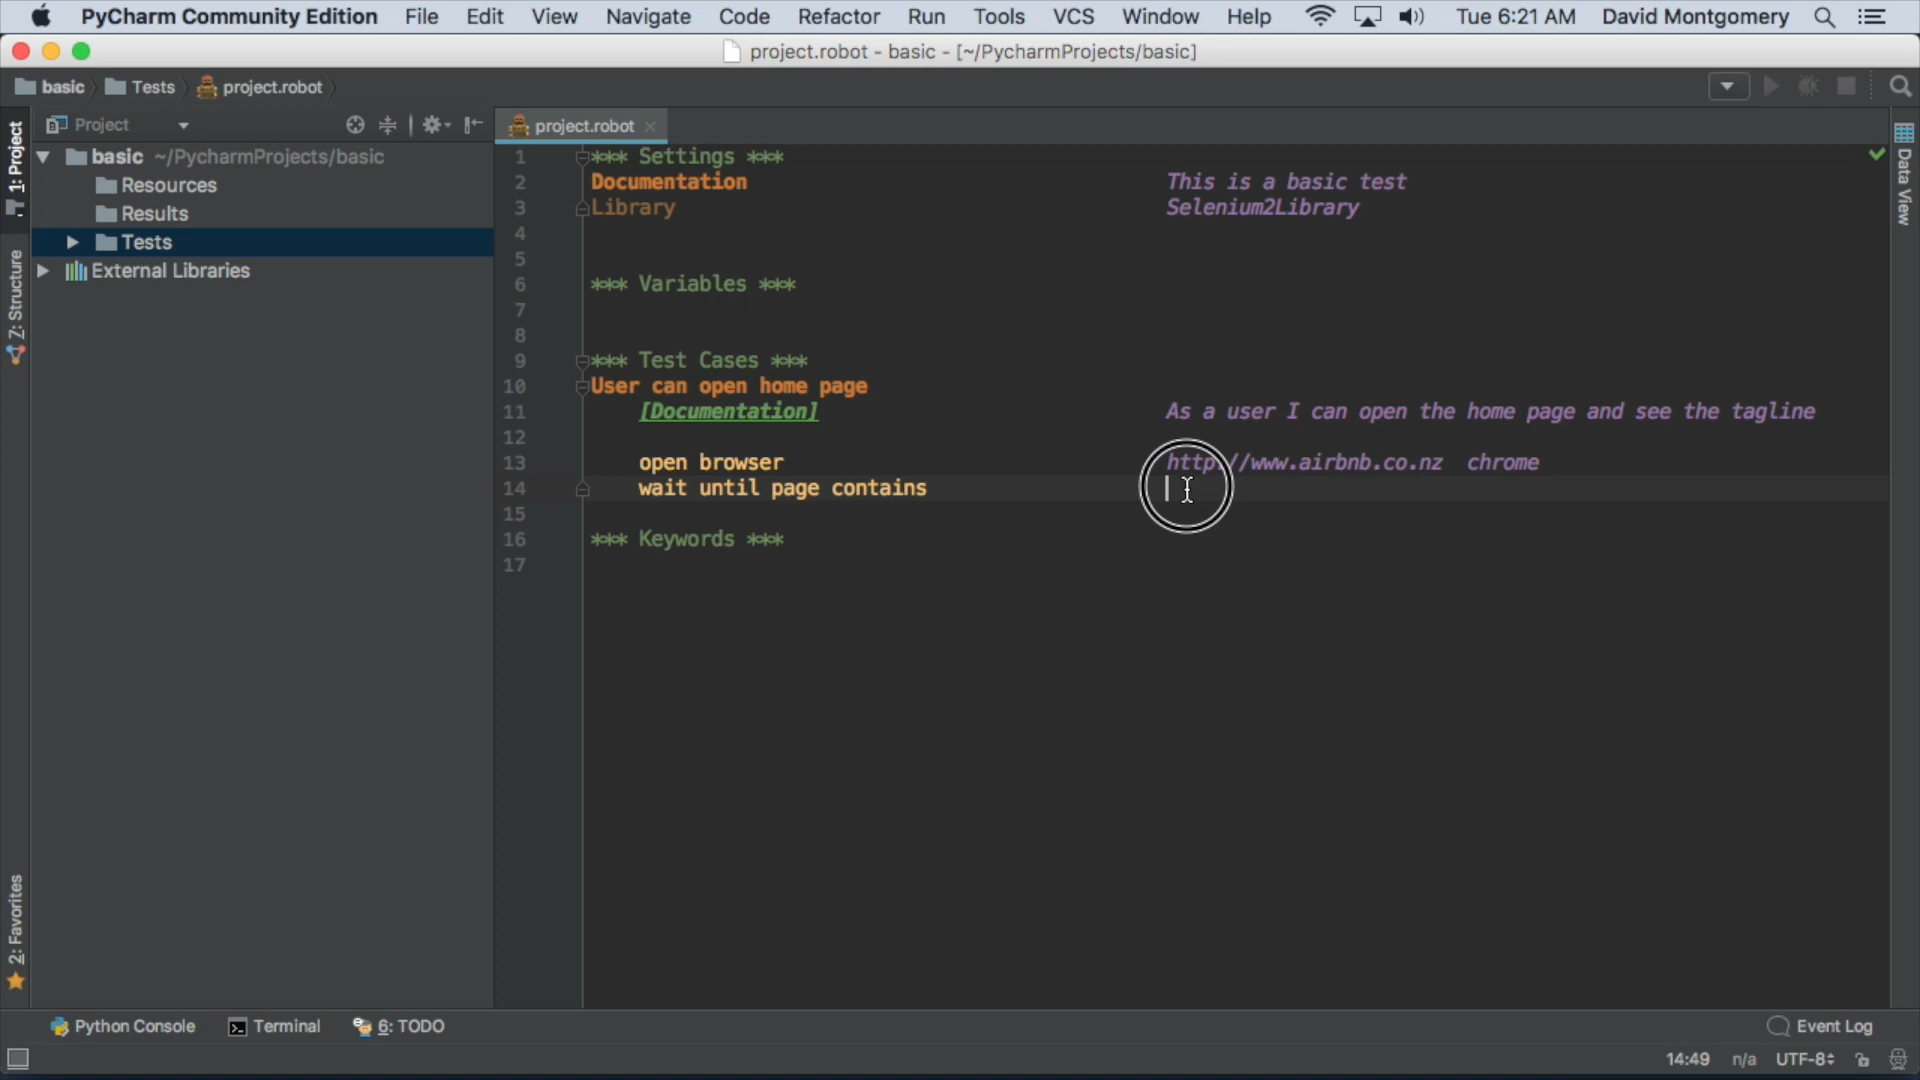 PyCharm Community Edition File Edit View Navigate Code Refactor Run Tools VCS Window Help Tue 6:21 AM David Montgomery
project.robot - basic - [~/PycharmProjects/basic]
basic Tests project.robot
Project
project.robot
1: Project
Z: Structure
2: Favorites
basic ~/PycharmProjects/basic
Resources
Results
Tests
External Libraries
1 *** Settings ***
2 Documentation This is a basic test
3 Library Selenium2Library
4
5
6 *** Variables ***
7
8
9 *** Test Cases ***
10 User can open home page
11 [Documentation] As a user I can open the home page and see the tagline
12
13 open browser http://www.airbnb.co.nz chrome
14 wait until page contains
15
16 *** Keywords ***
17
Data View
Python Console Terminal 6: TODO Event Log
14:49 n/a UTF-8